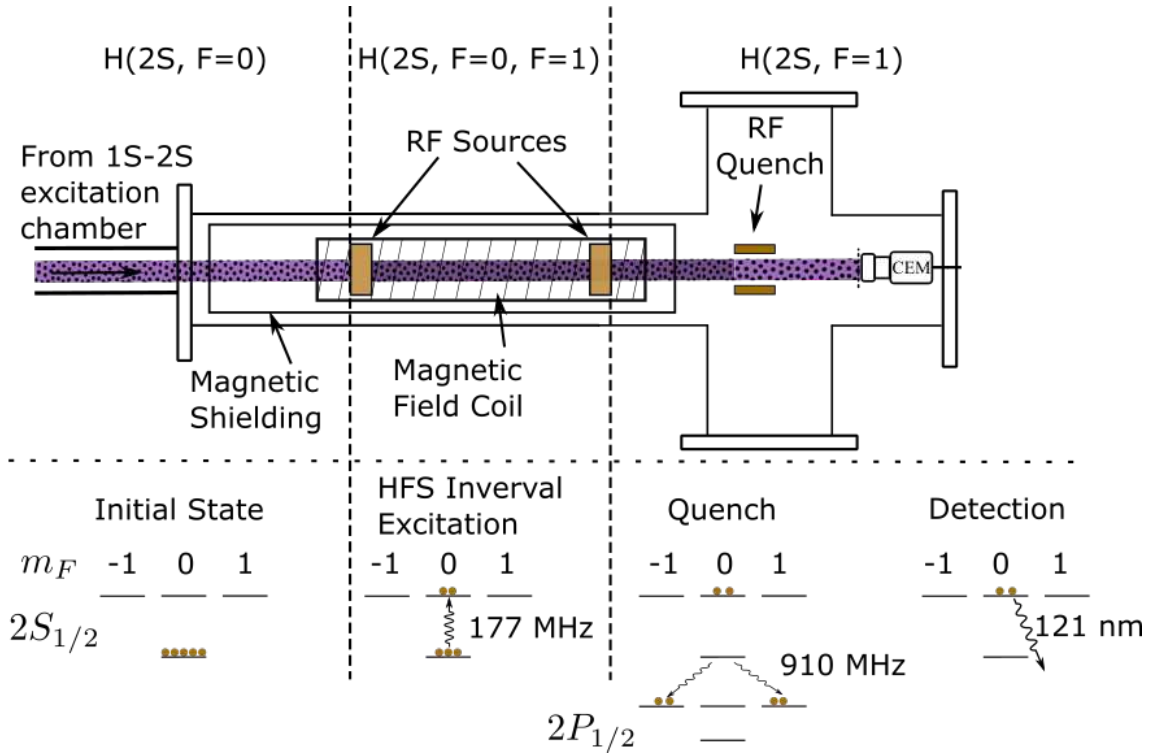 H(2S, F=0)
H(2S, F=0, F=1)
H(2S, F=1)
From 1S-2S
excitation
chamber
RF Sources
RF
Quench
CEM
Magnetic
Shielding
Magnetic
Field Coil
Initial State
HFS Inverval
Excitation
Quench
Detection
m_F -1 0 1
-1 0 1
-1 0 1
-1 0 1
2S_{1/2}
177 MHz
121 nm
910 MHz
2P_{1/2}